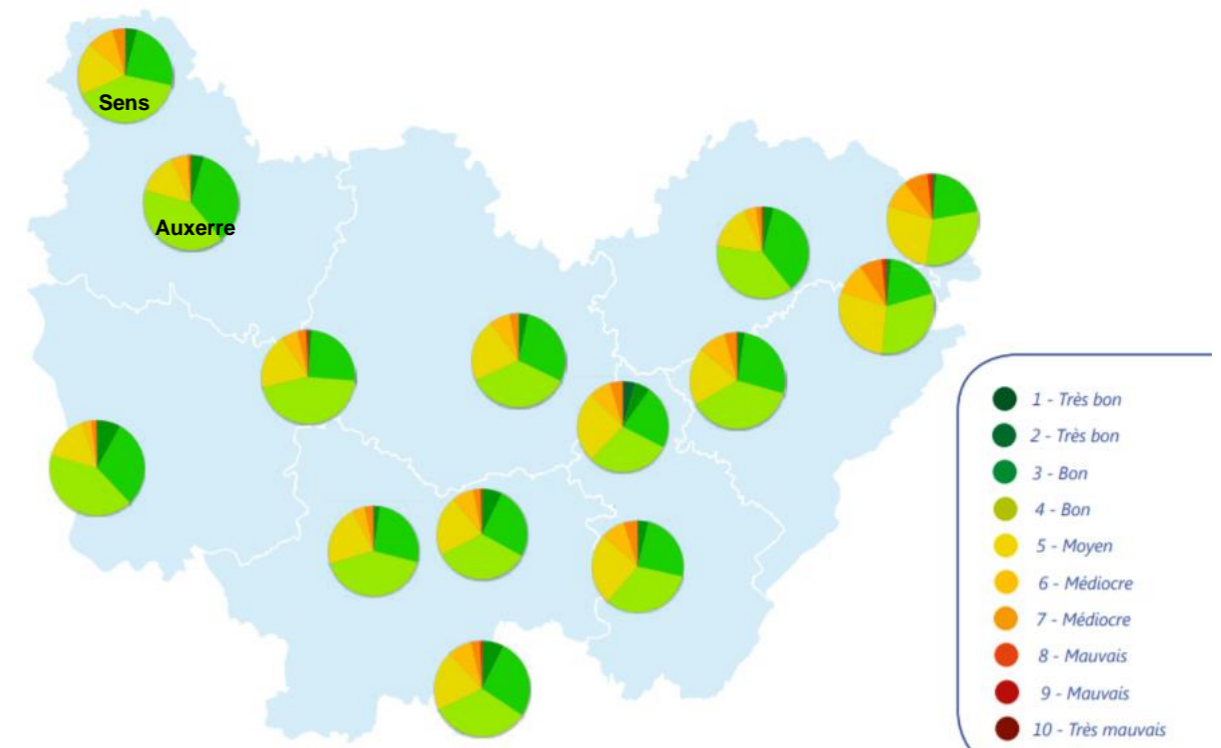 Sens
Auxerre
1 - Très bon
2 - Très bon
3 - Bon
4 - Bon
5 - Moyen
6 - Médiocre
7 - Médiocre
8 - Mauvais
9 - Mauvais
10 - Très mauvais